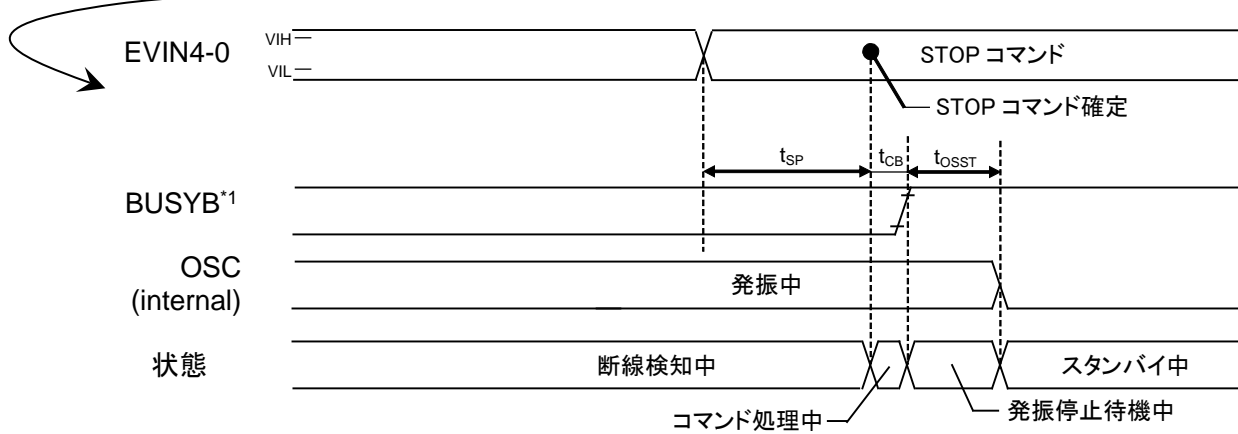 EVIN4-0
VIH
VIL
STOP コマンド
STOP コマンド確定
tSP
tCB
tOSST
BUSYB*1
OSC
(internal)
発振中
状態
断線検知中
スタンバイ中
コマンド処理中
発振停止待機中